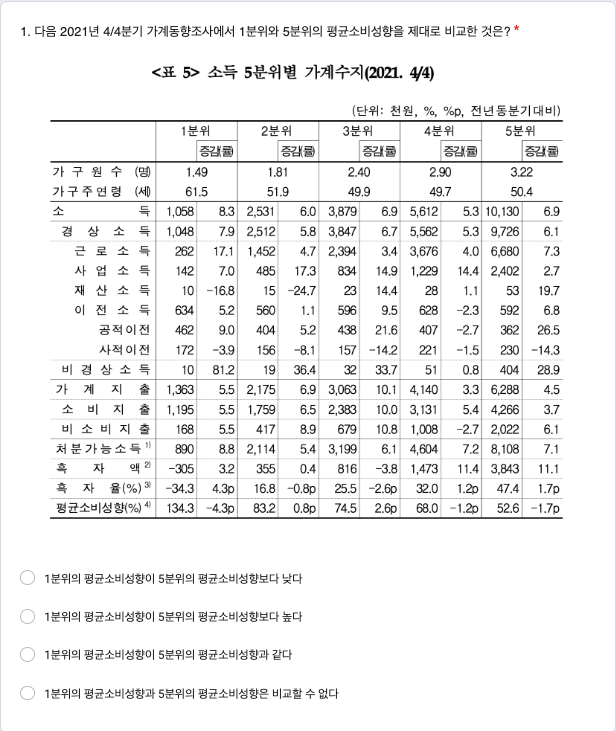 1. 다음 2021년 4/4분기 가계동향조사에서 1분위와 5분위의 평균소비성향을 제대로 비교한 것은? *
<표 5> 소득 5분위별 가계수지(2021. 4/4)
(단위: 천원, %, %p, 전년동분기대비)
1분위 2분위 3분위 4분위 5분위
증감률 증감률 증감률 증감률 증감률
가구원수 (명) 1.49 1.81 2.40 2.90 3.22
가구주연령 (세) 61.5 51.9 49.9 49.7 50.4
소 득 1,058 8.3 2,531 6.0 3,879 6.9 5,612 5.3 10,130 6.9
경 상 소 득 1,048 7.9 2,512 5.8 3,847 6.7 5,562 5.3 9,726 6.1
근 로 소 득 262 17.1 1,452 4.7 2,394 3.4 3,676 4.0 6,680 7.3
사 업 소 득 142 7.0 485 17.3 834 14.9 1,229 14.4 2,402 2.7
재 산 소 득 10 -16.8 15 -24.7 23 14.4 28 1.1 53 19.7
이 전 소 득 634 5.2 560 1.1 596 9.5 628 -2.3 592 6.8
공적이전 462 9.0 404 5.2 438 21.6 407 -2.7 362 26.5
사적이전 172 -3.9 156 -8.1 157 -14.2 221 -1.5 230 -14.3
비 경 상 소 득 10 81.2 19 36.4 32 33.7 51 0.8 404 28.9
가 계 지 출 1,363 5.5 2,175 6.9 3,063 10.1 4,140 3.3 6,288 4.5
소 비 지 출 1,195 5.5 1,759 6.5 2,383 10.0 3,131 5.4 4,266 3.7
비 소 비 지 출 168 5.5 417 8.9 679 10.8 1,008 -2.7 2,022 6.1
처분가능소득 1) 890 8.8 2,114 5.4 3,199 6.1 4,604 7.2 8,108 7.1
흑 자 액 2) -305 3.2 355 0.4 816 -3.8 1,473 11.4 3,843 11.1
흑 자 율(%) 3) -34.3 4.3p 16.8 -0.8p 25.5 -2.6p 32.0 1.2p 47.4 1.7p
평균소비성향(%) 4) 134.3 -4.3p 83.2 0.8p 74.5 2.6p 68.0 -1.2p 52.6 -1.7p
1분위의 평균소비성향이 5분위의 평균소비성향보다 낮다
1분위의 평균소비성향이 5분위의 평균소비성향보다 높다
1분위의 평균소비성향이 5분위의 평균소비성향과 같다
1분위의 평균소비성향과 5분위의 평균소비성향은 비교할 수 없다